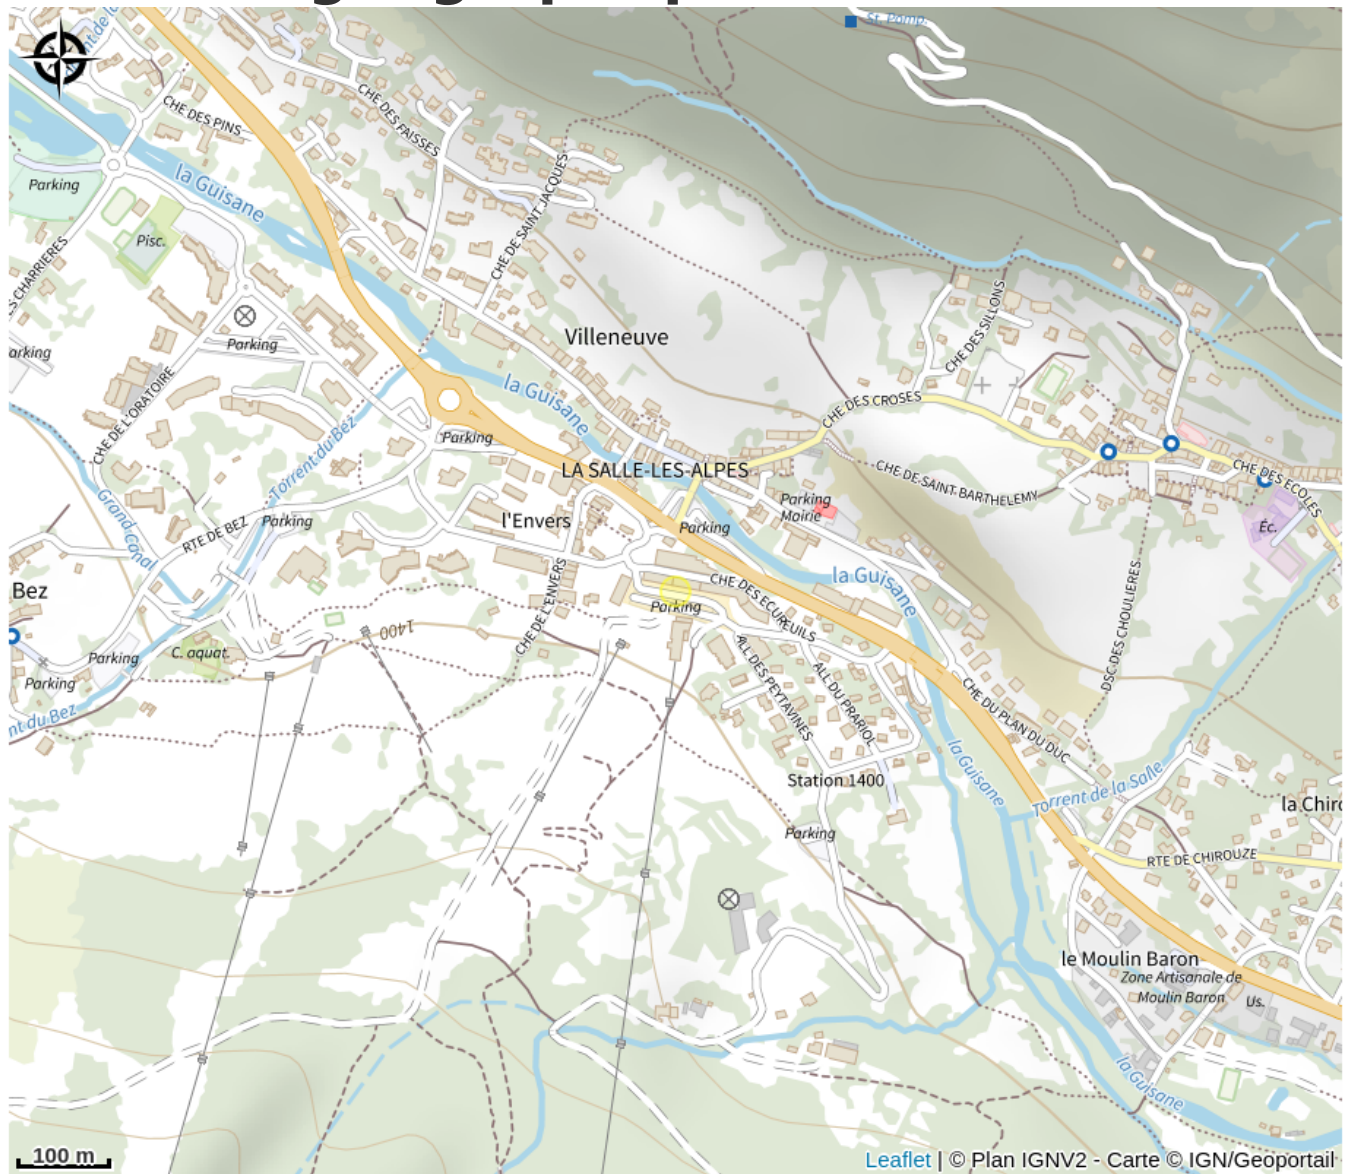 St. Pomp.
CHE DES PINS
CHE DES FAISSES
Parking
la Guisane
CHE DE SAINT JACQUES
Pisc.
S CHARRIERES
Villeneuve
Parking
arking
CHE DES SILLONS
la Guisane
CHE DE L'ORATOIRE
CHE DES CROSES
Torrent du Bez
Parking
LA SALLE-LES-ALPES
CHE DE SAINT BARTHELEMY
CHE DES ECOLES
Grand Canal
Parking
Mairie
l'Envers
Parking
Parking
RTE DE BEZ
Éc.
la Guisane
Bez
CHE DES ECUREUILS
CHE DE L'ENVERS
Parking
DSC DES CHOULIERES
1400
C. aquat.
Parking
Parking
ALL DES PEYTAVINES
ALL DU PRARIOL
CHE DU PLAN DU DUC
nt du Bez
la Guisane
Station 1400
Torrent de la Salle
la Chiro
Parking
RTE DE CHIROUZE
le Moulin Baron
Zone Artisanale de
Moulin Baron
Us.
la Guisane
100 m
Leaflet | © Plan IGNV2 - Carte © IGN/Geoportail